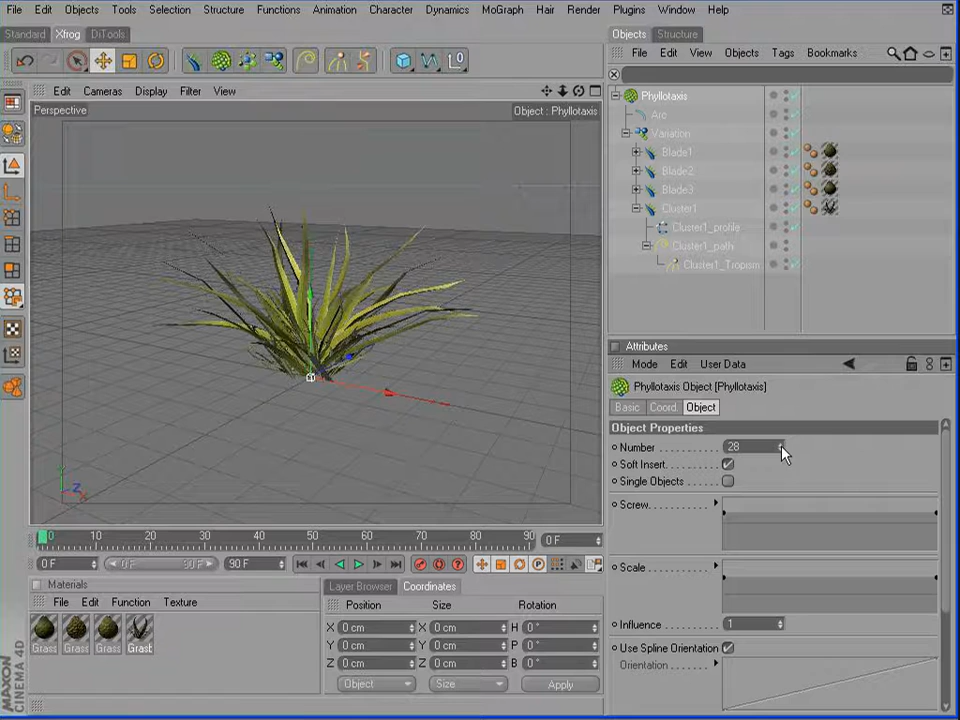 File Edit Objects Tools Selection Structure Functions Animation Character Dynamics MoGraph Hair Render Plugins Window Help
Standard Xfrog DiTools
Objects Structure
File Edit View Objects Tags Bookmarks
Edit Cameras Display Filter View
Perspective
Object : Phyllotaxis
Phyllotaxis
Arc
Variation
Blade1
Blade2
Blade3
Cluster1
Cluster1_profile
Cluster1_path
Cluster1_Tropism
Attributes
Mode Edit User Data
Phyllotaxis Object [Phyllotaxis]
Basic Coord. Object
Object Properties
Number 28
Soft Insert
Single Objects
Screw
Scale
Influence 1
Use Spline Orientation
Orientation
Z X Y
0 10 20 30 40 50 60 70 80 90 0 F
0 F 0 F 90 F 90 F
Materials
File Edit Function Texture
Grass Grass Grass Grast
Layer Browser Coordinates
Position Size Rotation
X 0 cm X 0 cm H 0 °
Y 0 cm Y 0 cm P 0 °
Z 0 cm Z 0 cm B 0 °
Object Size Apply
MAXON
CINEMA 4D